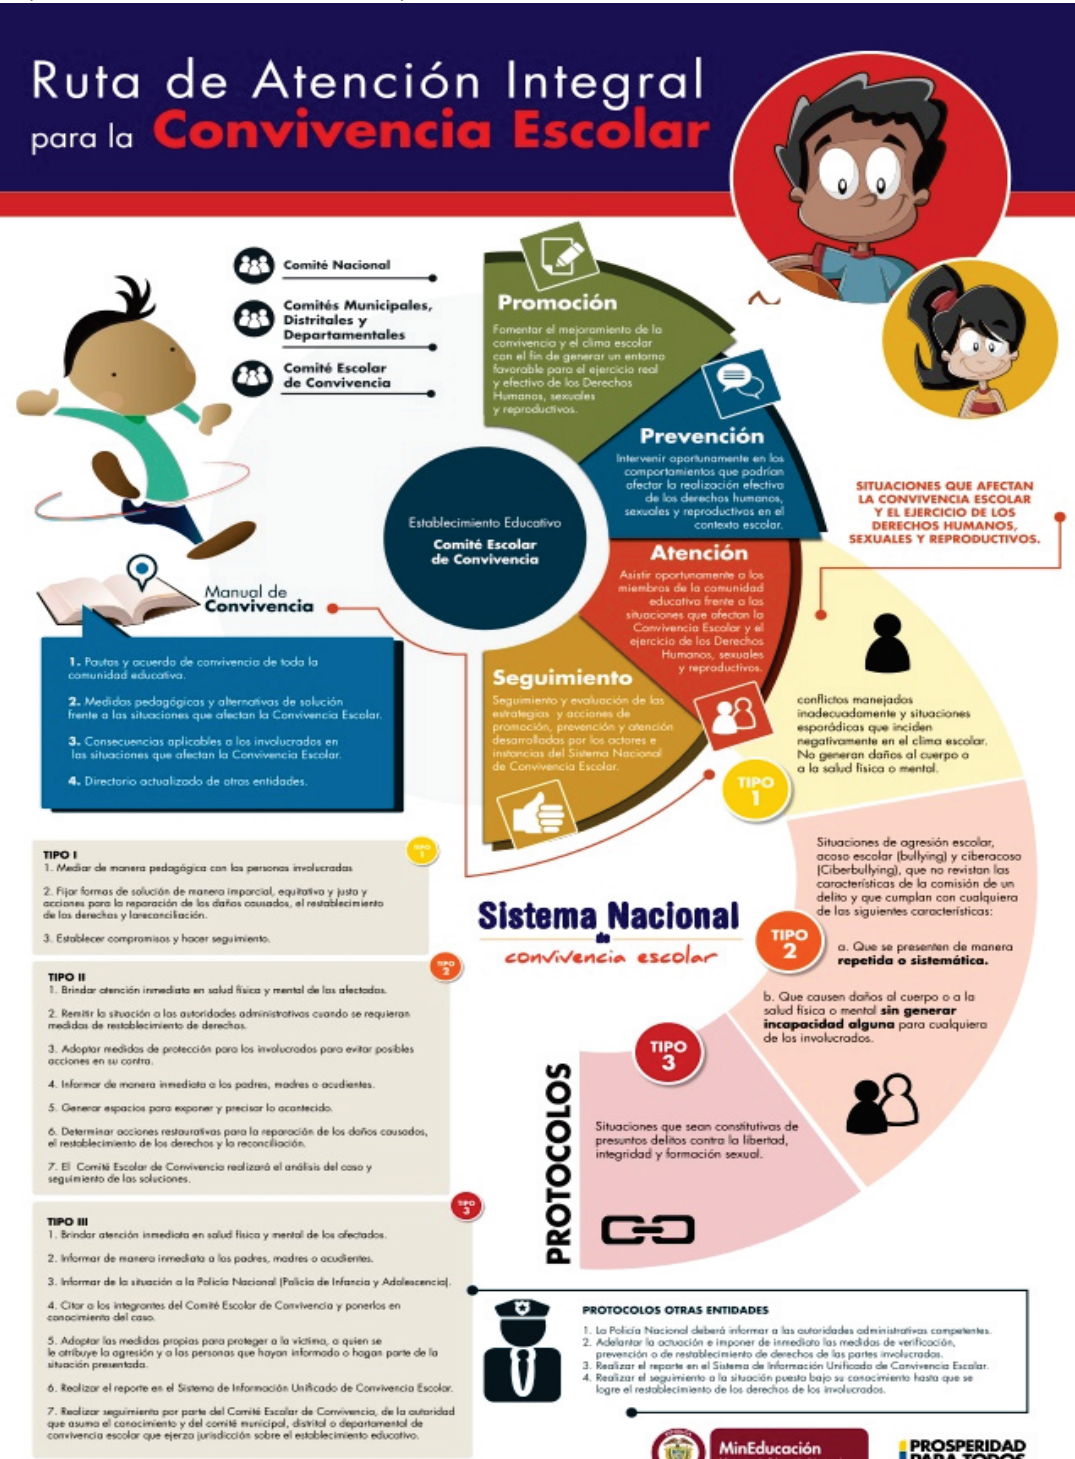 Ruta de Atención Integral
para la Convivencia Escolar
Comité Nacional
Comités Municipales,
Distritales y
Departamentales
Comité Escolar
de Convivencia
Promoción
Fomentar el mejoramiento de la
convivencia y el clima escolar
con el fin de generar un entorno
favorable para el ejercicio real
y efectivo de los Derechos
Humanos, sexuales
y reproductivos.
Prevención
Intervenir oportunamente en los
comportamientos que podrían
afectar la realización efectiva
de los derechos humanos,
sexuales y reproductivos en el
contexto escolar.
Establecimiento Educativo
Comité Escolar
de Convivencia
Atención
Asistir oportunamente a los
miembros de la comunidad
educativa frente a las
situaciones que afectan la
Convivencia Escolar y el
ejercicio de los Derechos
Humanos, sexuales
y reproductivos.
Seguimiento
Seguimiento y evaluación de las
estrategias y acciones de
promoción, prevención y atención
desarrolladas por los actores e
instancias del Sistema Nacional
de Convivencia Escolar.
SITUACIONES QUE AFECTAN
LA CONVIVENCIA ESCOLAR
Y EL EJERCICIO DE LOS
DERECHOS HUMANOS,
SEXUALES Y REPRODUCTIVOS.
Manual de
Convivencia
1. Pautas y acuerdo de convivencia de toda la
comunidad educativa.
2. Medidas pedagógicas y alternativas de solución
frente a las situaciones que afectan la Convivencia Escolar.
3. Consecuencias aplicables a los involucrados en
las situaciones que afectan la Convivencia Escolar.
4. Directorio actualizado de otras entidades.
TIPO
1
conflictos manejados
inadecuadamente y situaciones
esporádicas que inciden
negativamente en el clima escolar.
No generan daños al cuerpo o
a la salud física o mental.
TIPO
2
Situaciones de agresión escolar,
acoso escolar (bullying) y ciberacoso
(Ciberbullying), que no revistan las
características de la comisión de un
delito y que cumplan con cualquiera
de las siguientes características:
a. Que se presenten de manera
repetida o sistemática.
b. Que causen daños al cuerpo o a la
salud física o mental sin generar
incapacidad alguna para cualquiera
de los involucrados.
TIPO
3
Situaciones que sean constitutivas de
presuntos delitos contra la libertad,
integridad y formación sexual.
PROTOCOLOS
Sistema Nacional
de
convivencia escolar
TIPO
1
TIPO I
1. Mediar de manera pedagógica con las personas involucradas
2. Fijar formas de solución de manera imparcial, equitativa y justa y
acciones para la reparación de los daños causados, el restablecimiento
de los derechos y lareconciliación.
3. Establecer compromisos y hacer seguimiento.
TIPO
2
TIPO II
1. Brindar atención inmediata en salud física y mental de los afectados.
2. Remitir la situación a las autoridades administrativas cuando se requieran
medidas de restablecimiento de derechos.
3. Adoptar medidas de protección para los involucrados para evitar posibles
acciones en su contra.
4. Informar de manera inmediata a los padres, madres o acudientes.
5. Generar espacios para exponer y precisar lo acontecido.
6. Determinar acciones restaurativas para la reparación de los daños causados,
el restablecimiento de los derechos y la reconciliación.
7. El Comité Escolar de Convivencia realizará el análisis del caso y
seguimiento de las soluciones.
TIPO
3
TIPO III
1. Brindar atención inmediata en salud física y mental de los afectados.
2. Informar de manera inmediata a los padres, madres o acudientes.
3. Informar de la situación a la Policía Nacional (Policía de Infancia y Adolescencia).
4. Citar a los integrantes del Comité Escolar de Convivencia y ponerlos en
conocimiento del caso.
5. Adoptar las medidas propias para proteger a la víctima, a quien se
le atribuye la agresión y a las personas que hayan informado o hagan parte de la
situación presentada.
6. Realizar el reporte en el Sistema de Información Unificado de Convivencia Escolar.
7. Realizar seguimiento por parte del Comité Escolar de Convivencia, de la autoridad
que asuma el conocimiento y del comité municipal, distrital o departamental de
convivencia escolar que ejerza jurisdicción sobre el establecimiento educativo.
PROTOCOLOS OTRAS ENTIDADES
1. La Policía Nacional deberá informar a las autoridades administrativas competentes.
2. Adelantar la actuación e imponer de inmediato las medidas de verificación,
prevención o de restablecimiento de derechos de las partes involucradas.
3. Realizar el reporte en el Sistema de Información Unificado de Convivencia Escolar.
4. Realizar el seguimiento a la situación puesta bajo su conocimiento hasta que se
logre el restablecimiento de los derechos de los involucrados.
MinEducación
PROSPERIDAD
PARA TODOS